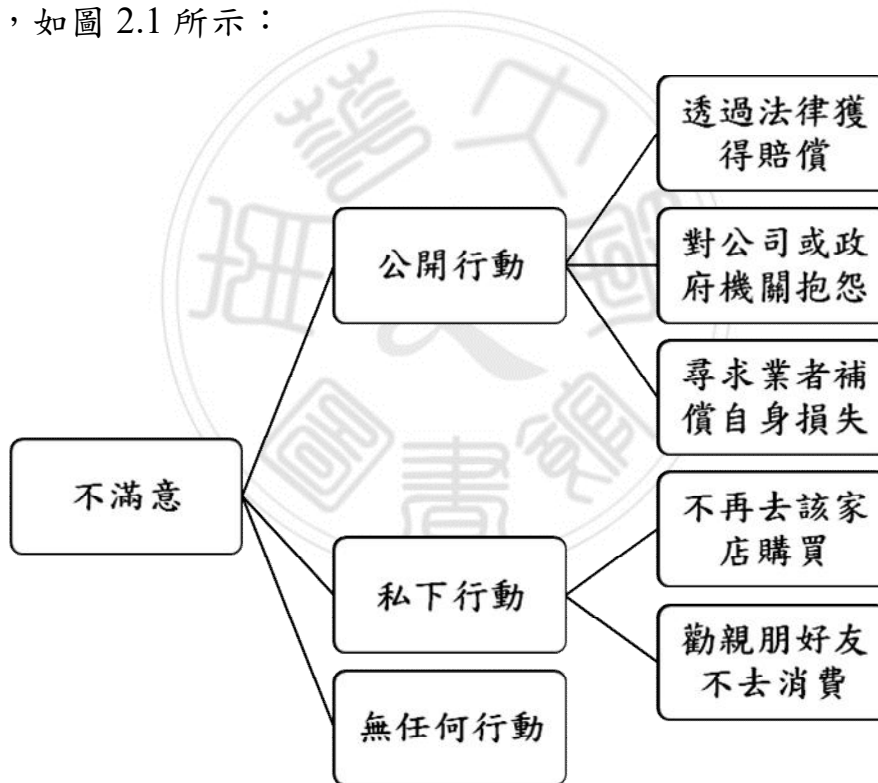 ,如圖 2.1 所示:
透過法律獲
得賠償
公開行動
對公司或政
府機關抱怨
尋求業者補
償自身損失
不滿意
不再去該家
店購買
私下行動
勸親朋好友
不去消費
無任何行動